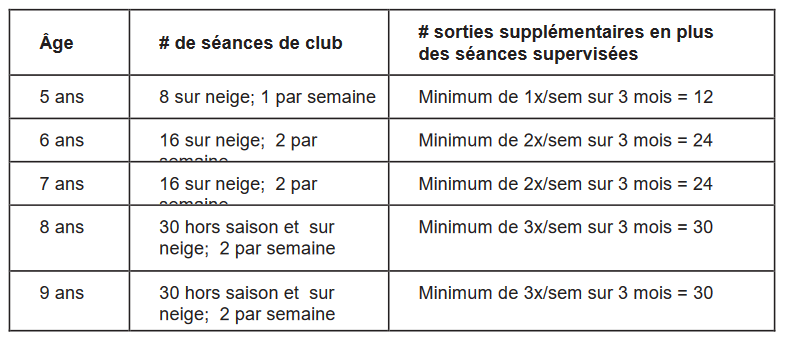 Âge
# de séances de club
# sorties supplémentaires en plus
des séances supervisées
5 ans
8 sur neige; 1 par semaine
Minimum de 1x/sem sur 3 mois = 12
6 ans
16 sur neige;  2 par
semaine
Minimum de 2x/sem sur 3 mois = 24
7 ans
16 sur neige;  2 par
semaine
Minimum de 2x/sem sur 3 mois = 24
8 ans
30 hors saison et  sur
neige;  2 par semaine
Minimum de 3x/sem sur 3 mois = 30
9 ans
30 hors saison et  sur
neige;  2 par semaine
Minimum de 3x/sem sur 3 mois = 30